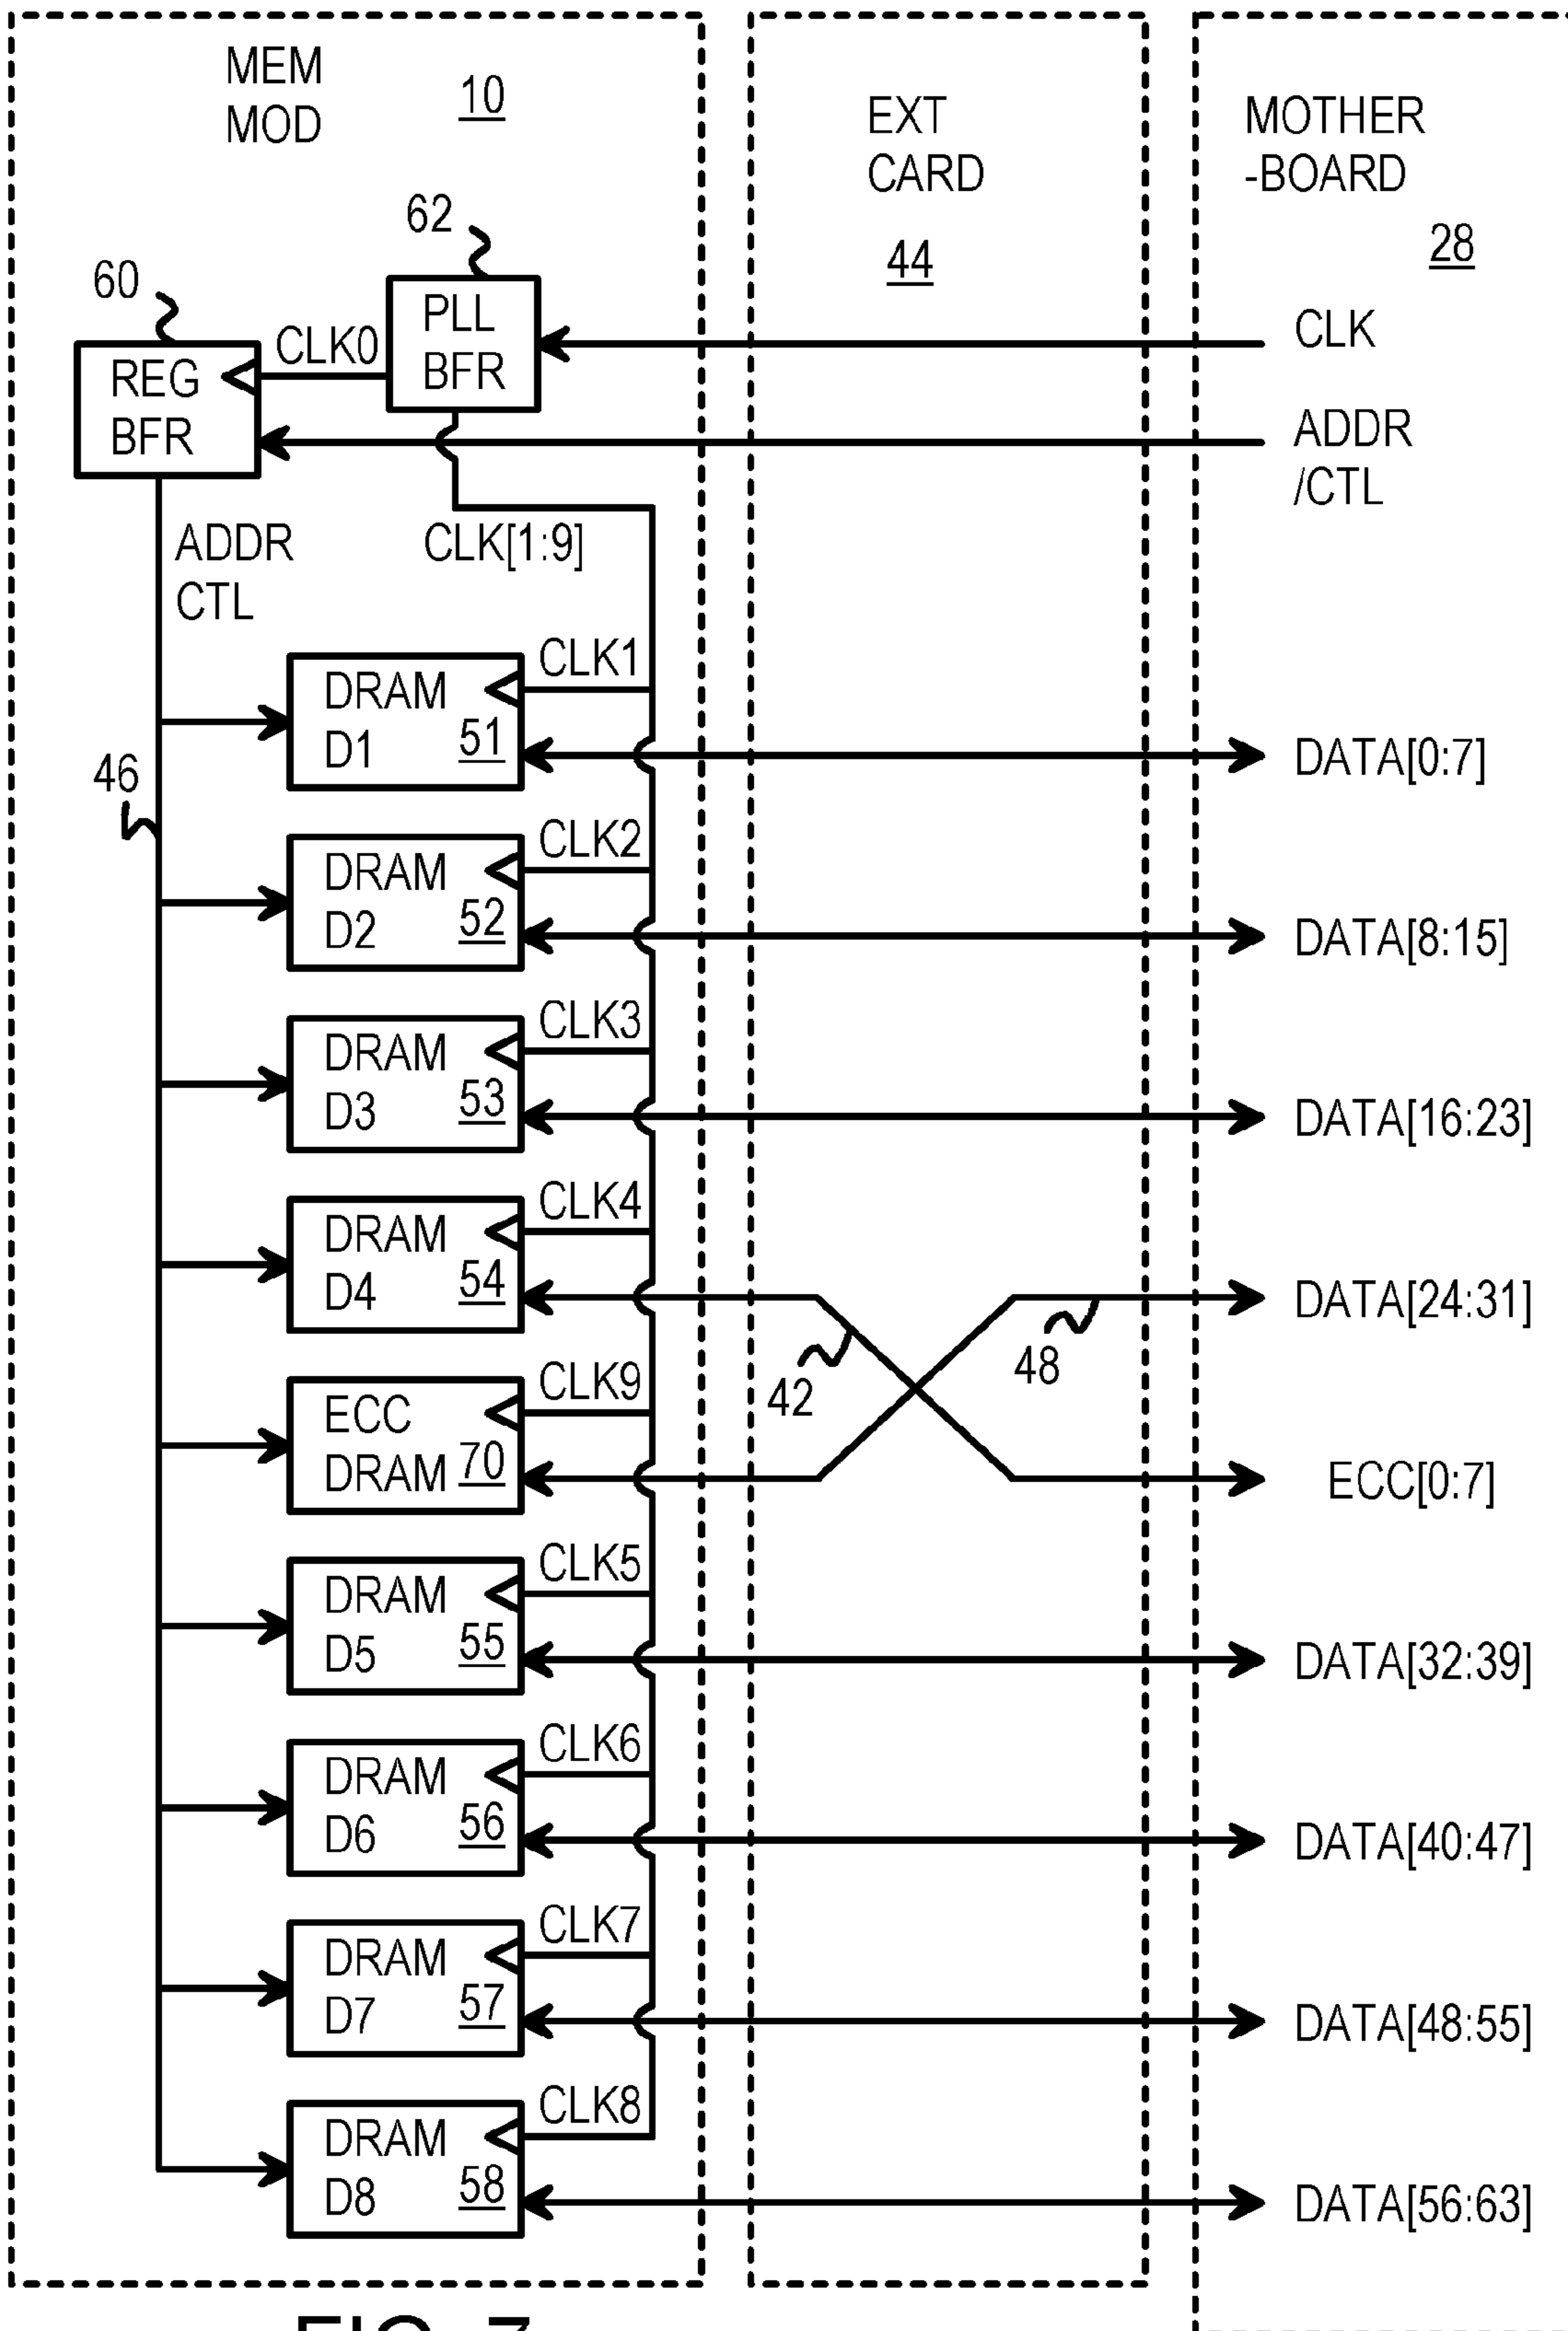 MEM
MOD
10
EXT
CARD
44
MOTHER
-BOARD
28
62
60
PLL
BFR
CLK0
REG
BFR
CLK
ADDR
/CTL
ADDR
CTL
CLK[1:9]
46
DRAM
D1
51
CLK1
DATA[0:7]
DRAM
D2
52
CLK2
DATA[8:15]
DRAM
D3
53
CLK3
DATA[16:23]
DRAM
D4
54
CLK4
DATA[24:31]
42
48
ECC
DRAM
70
CLK9
ECC[0:7]
DRAM
D5
55
CLK5
DATA[32:39]
DRAM
D6
56
CLK6
DATA[40:47]
DRAM
D7
57
CLK7
DATA[48:55]
DRAM
D8
58
CLK8
DATA[56:63]